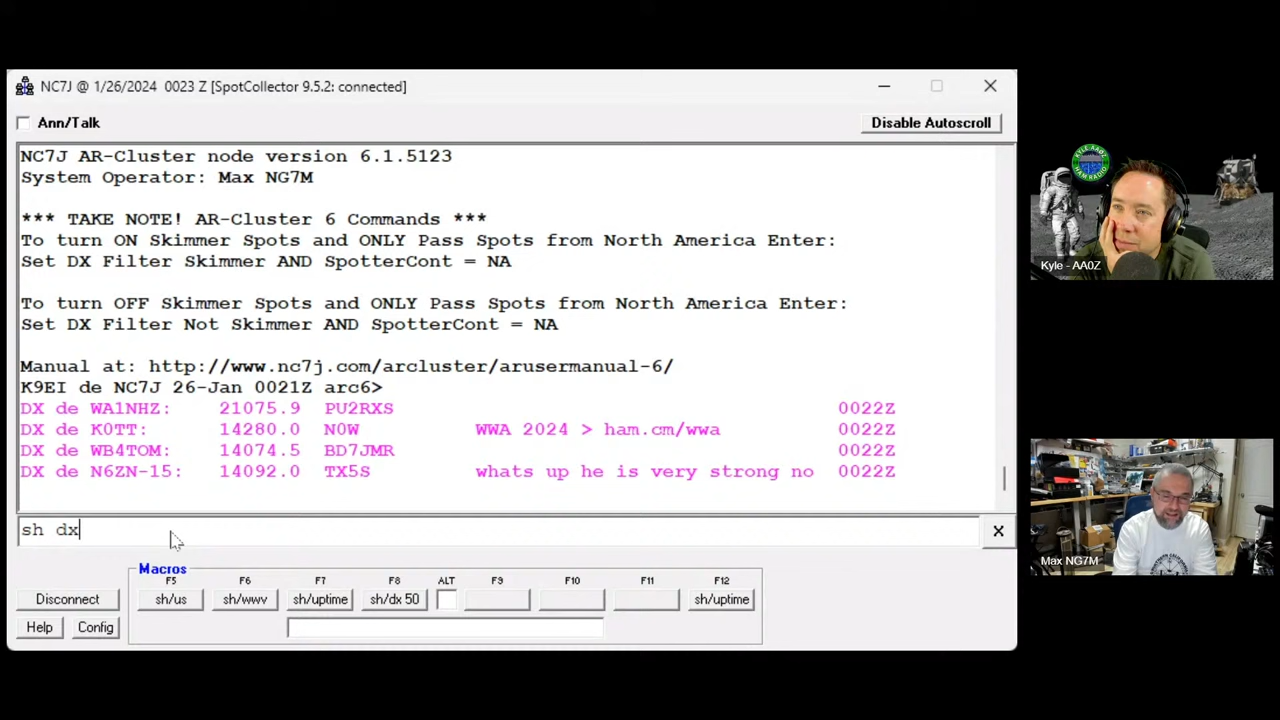 NC7J @ 1/26/2024 0023 Z [SpotCollector 9.5.2: connected]
Ann/Talk
Disable Autoscroll
NC7J AR-Cluster node version 6.1.5123
System Operator: Max NG7M
*** TAKE NOTE! AR-Cluster 6 Commands ***
To turn ON Skimmer Spots and ONLY Pass Spots from North America Enter:
Set DX Filter Skimmer AND SpotterCont = NA
To turn OFF Skimmer Spots and ONLY Pass Spots from North America Enter:
Set DX Filter Not Skimmer AND SpotterCont = NA
Manual at: http://www.nc7j.com/arcluster/arusermanual-6/
K9EI de NC7J 26-Jan 0021Z arc6>
DX de WA1NHZ: 21075.9 PU2RXS 0022Z
DX de K0TT: 14280.0 N0W WWA 2024 > ham.cm/wwa 0022Z
DX de WB4TOM: 14074.5 BD7JMR 0022Z
DX de N6ZN-15: 14092.0 TX5S whats up he is very strong no 0022Z
sh dx
X
Macros
F5 F6 F7 F8 ALT F9 F10 F11 F12
Disconnect sh/us sh/wwv sh/uptime sh/dx 50 sh/uptime
Help Config
KYLE AA0Z
HAM RADIO
Kyle - AA0Z
Max NG7M